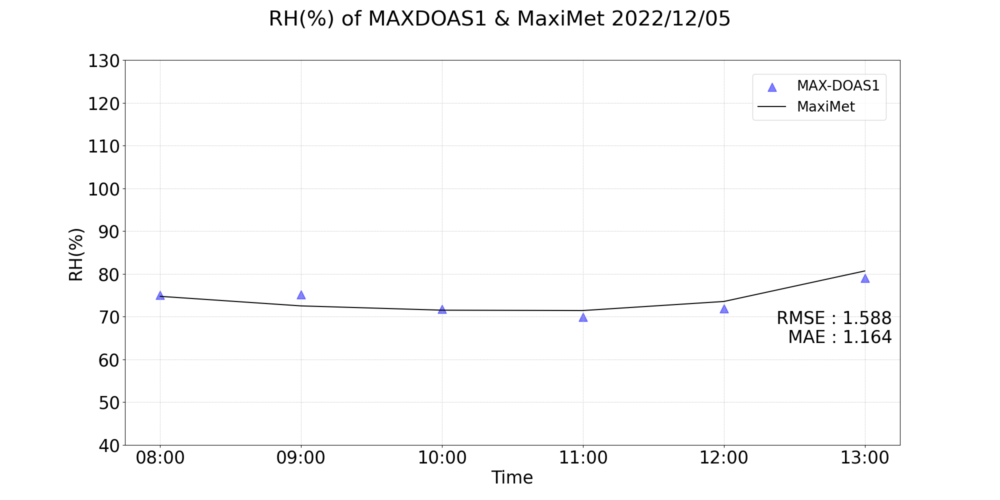 RH(%) of MAXDOAS1 & MaxiMet 2022/12/05
130
120
110
100
90
80
70
60
50
40
RH(%)
MAX-DOAS1
MaxiMet
RMSE : 1.588
MAE : 1.164
08:00 09:00 10:00 11:00 12:00 13:00
Time